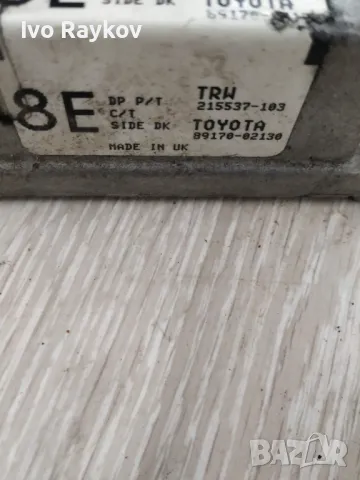 Ivo Raykov
SIDE DK TOYOTA
8E
DP P/T TRW
C/T 215537-103
SIDE DK TOYOTA
89170-02130
MADE IN UK
BAZAR
bg